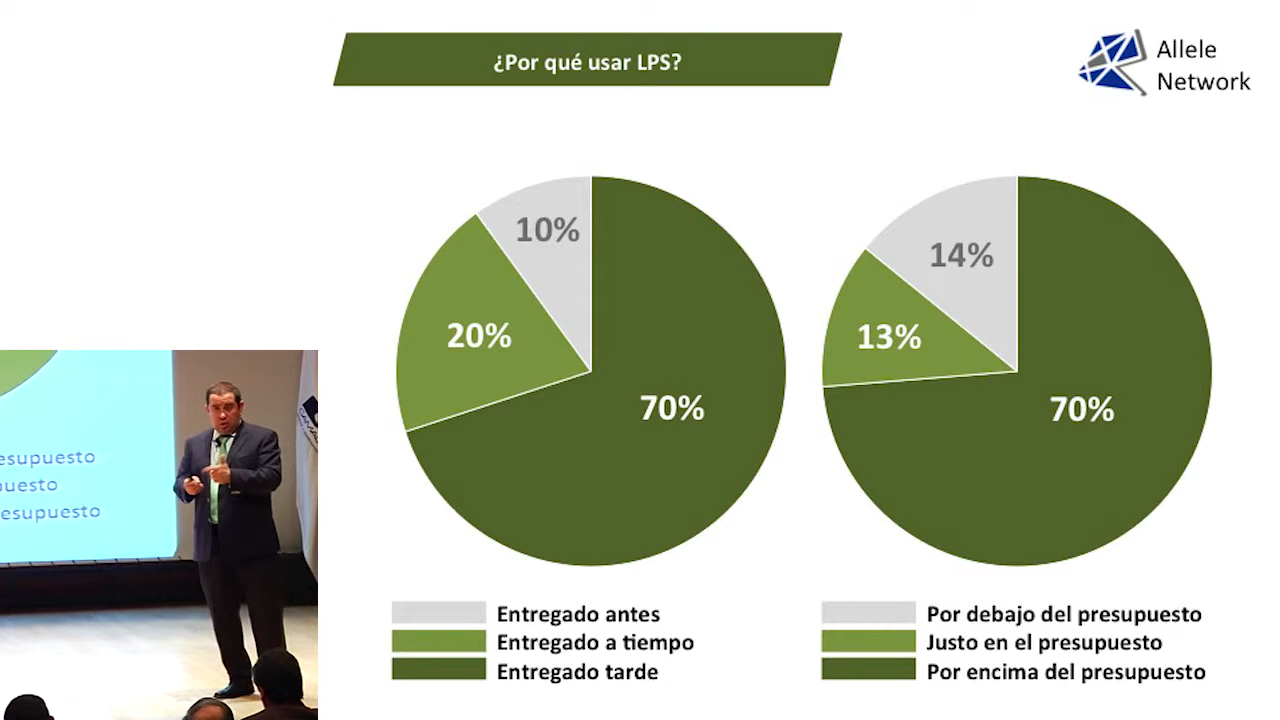 ¿Por qué usar LPS?
Allele
Network
10%
20%
70%
14%
13%
70%
Entregado antes
Entregado a tiempo
Entregado tarde
Por debajo del presupuesto
Justo en el presupuesto
Por encima del presupuesto
esupuesto
uesto
esupuesto